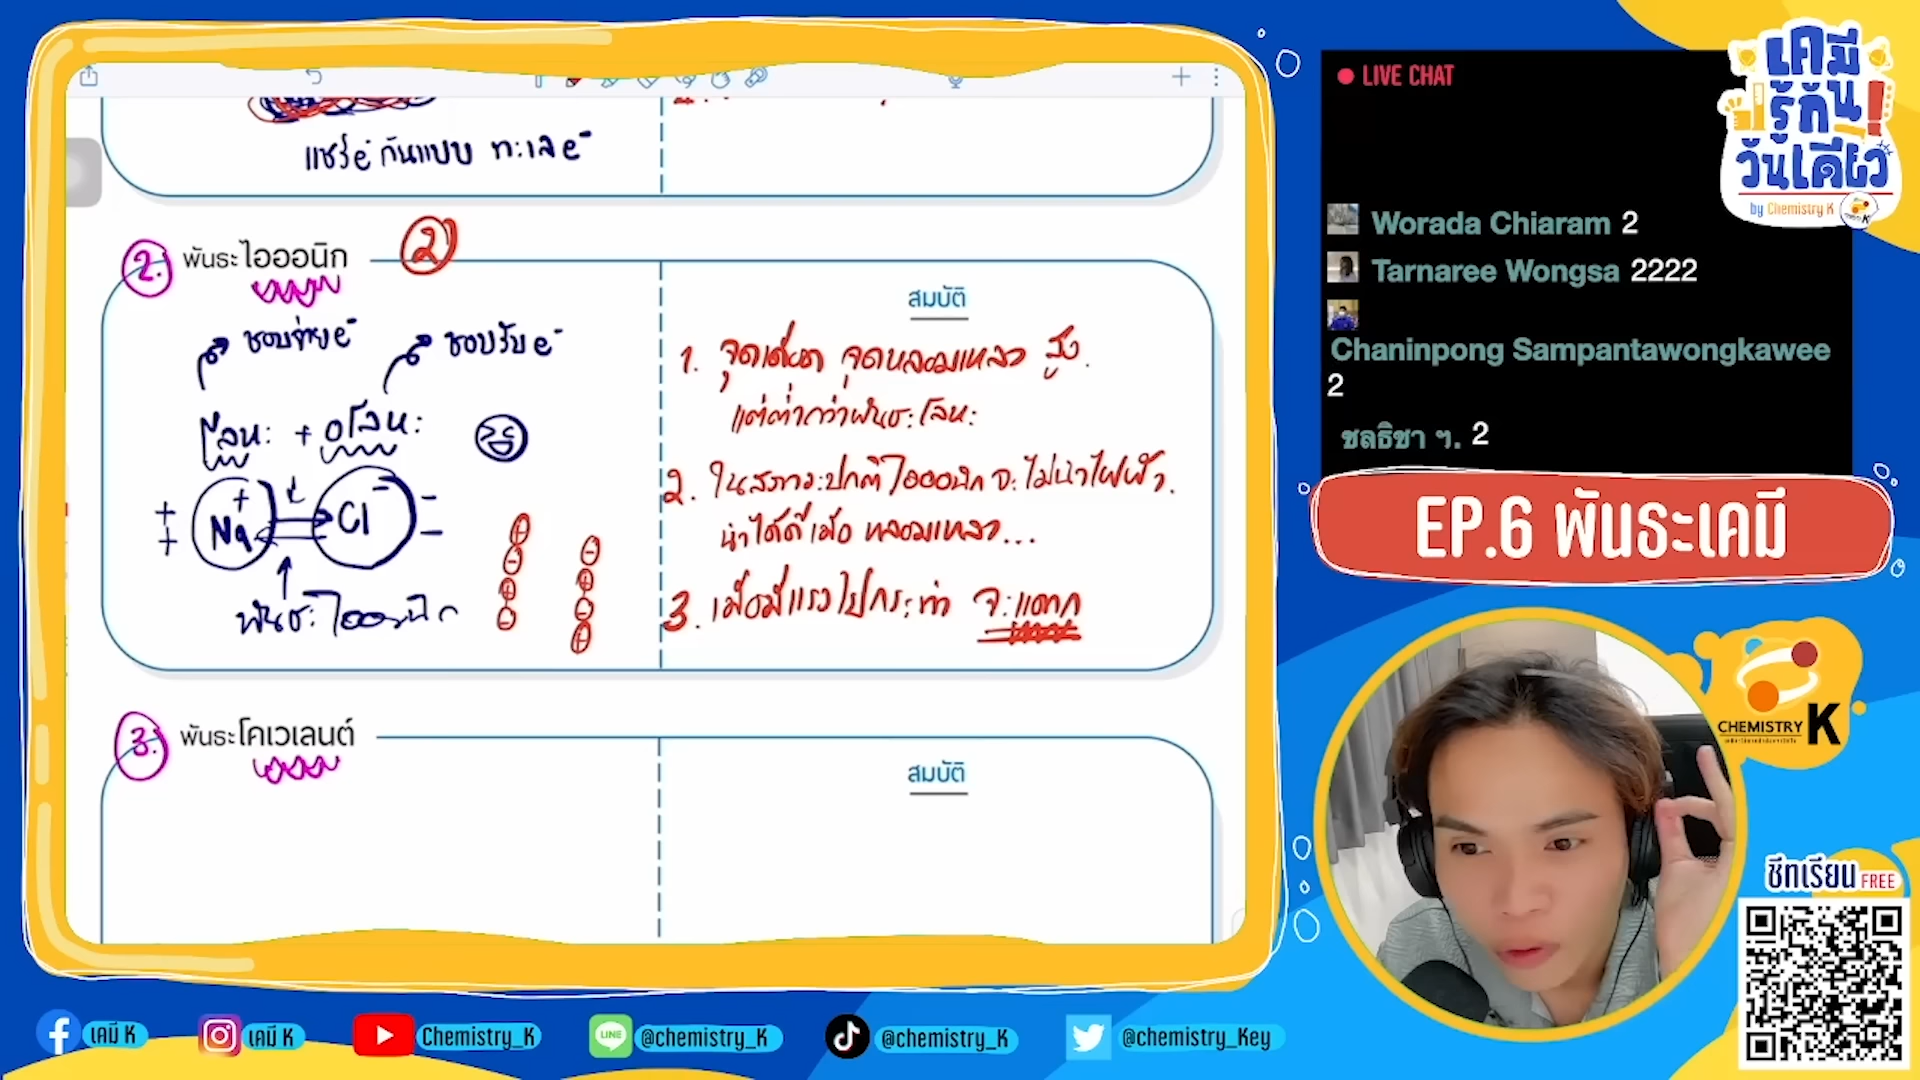 แชร์e⁻ กันแบบ ทะเลe⁻
2. พันธะไอออนิก
2
ชอบจ่ายe⁻
ชอบรับe⁻
โลหะ + อโลหะ
+
+
Na +
Cl -
-
-
พันธะไอออนิก
+
-
+
-
-
+
-
+
สมบัติ
1. จุดเดือด จุดหลอมเหลว สูง.
แต่ต่ำกว่าพันธะโลหะ
2. ในสภาวะปกติไอออนิกจะไม่นำไฟฟ้า.
นำได้ดีเมื่อ หลอมเหลว...
3. เมื่อมีแรงไปกระทำ จะแตก
3. พันธะโคเวเลนต์
สมบัติ
LIVE CHAT
Worada Chiaram 2
Tarnaree Wongsa 2222
Chaninpong Sampantawongkawee
2
ชลธิชา ฯ. 2
เคมี
รู้กัน!
วันเดียว
by Chemistry K
EP.6 พันธะเคมี
CHEMISTRY K
ชีทเรียน FREE
เคมี K
เคมี K
Chemistry_K
LINE
@chemistry_K
@chemistry_K
@chemistry_Key